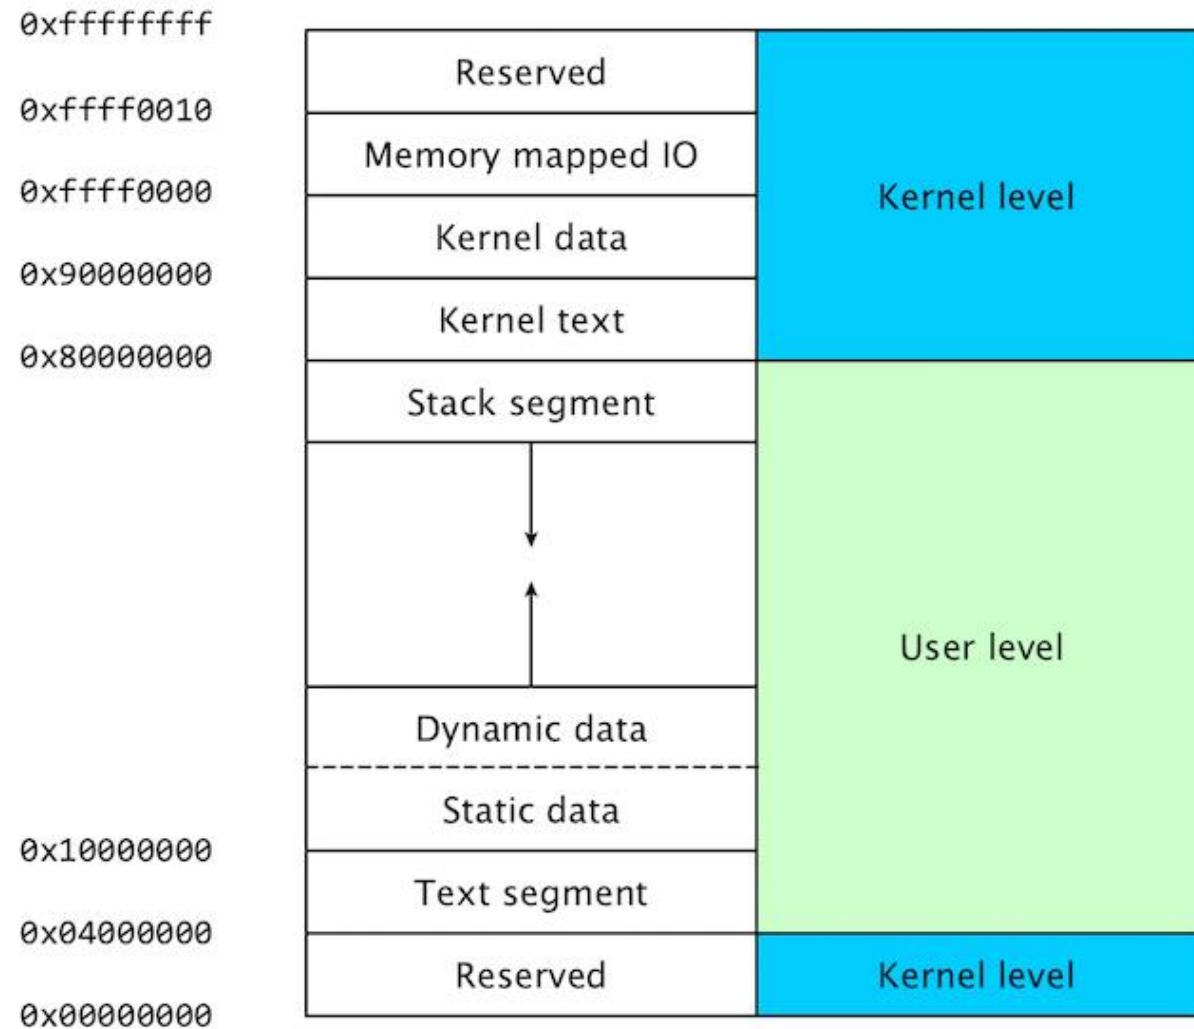 0xffffffff
Reserved
0xffff0010
Memory mapped IO
0xffff0000
Kernel level
Kernel data
0x90000000
Kernel text
0x80000000
Stack segment
User level
Dynamic data
Static data
0x10000000
Text segment
0x04000000
Reserved
Kernel level
0x00000000